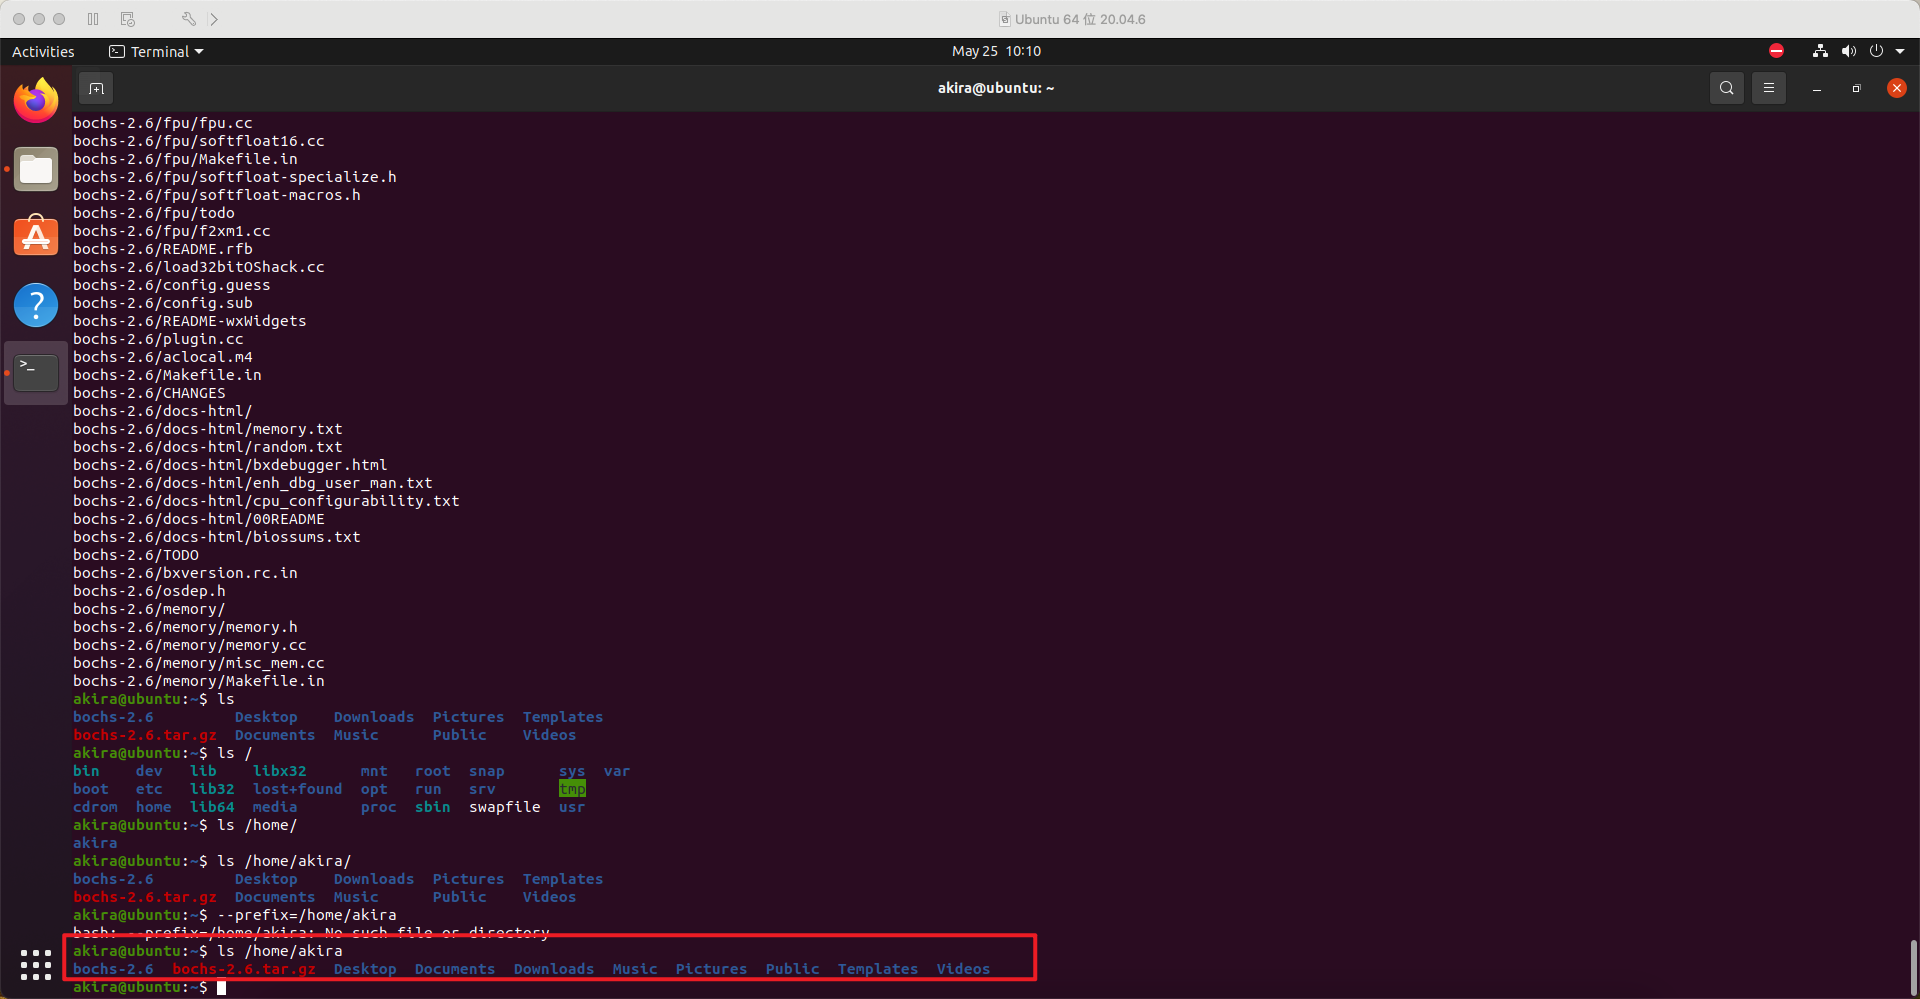 Ubuntu 64 位 20.04.6
Activities Terminal May 25 10:10
akira@ubuntu: ~
bochs-2.6/fpu/fpu.cc
bochs-2.6/fpu/softfloat16.cc
bochs-2.6/fpu/Makefile.in
bochs-2.6/fpu/softfloat-specialize.h
bochs-2.6/fpu/softfloat-macros.h
bochs-2.6/fpu/todo
bochs-2.6/fpu/f2xm1.cc
bochs-2.6/README.rfb
bochs-2.6/load32bitOShack.cc
bochs-2.6/config.guess
bochs-2.6/config.sub
bochs-2.6/README-wxWidgets
bochs-2.6/plugin.cc
bochs-2.6/aclocal.m4
bochs-2.6/Makefile.in
bochs-2.6/CHANGES
bochs-2.6/docs-html/
bochs-2.6/docs-html/memory.txt
bochs-2.6/docs-html/random.txt
bochs-2.6/docs-html/bxdebugger.html
bochs-2.6/docs-html/enh_dbg_user_man.txt
bochs-2.6/docs-html/cpu_configurability.txt
bochs-2.6/docs-html/00README
bochs-2.6/docs-html/biossums.txt
bochs-2.6/TODO
bochs-2.6/bxversion.rc.in
bochs-2.6/osdep.h
bochs-2.6/memory/
bochs-2.6/memory/memory.h
bochs-2.6/memory/memory.cc
bochs-2.6/memory/misc_mem.cc
bochs-2.6/memory/Makefile.in
akira@ubuntu:~$ ls
bochs-2.6 Desktop Downloads Pictures Templates
bochs-2.6.tar.gz Documents Music Public Videos
akira@ubuntu:~$ ls /
bin dev lib libx32 mnt root snap sys var
boot etc lib32 lost+found opt run srv tmp
cdrom home lib64 media proc sbin swapfile usr
akira@ubuntu:~$ ls /home/
akira
akira@ubuntu:~$ ls /home/akira/
bochs-2.6 Desktop Downloads Pictures Templates
bochs-2.6.tar.gz Documents Music Public Videos
akira@ubuntu:~$ --prefix=/home/akira
bash: --prefix=/home/akira: No such file or directory
akira@ubuntu:~$ ls /home/akira
bochs-2.6 bochs-2.6.tar.gz Desktop Documents Downloads Music Pictures Public Templates Videos
akira@ubuntu:~$